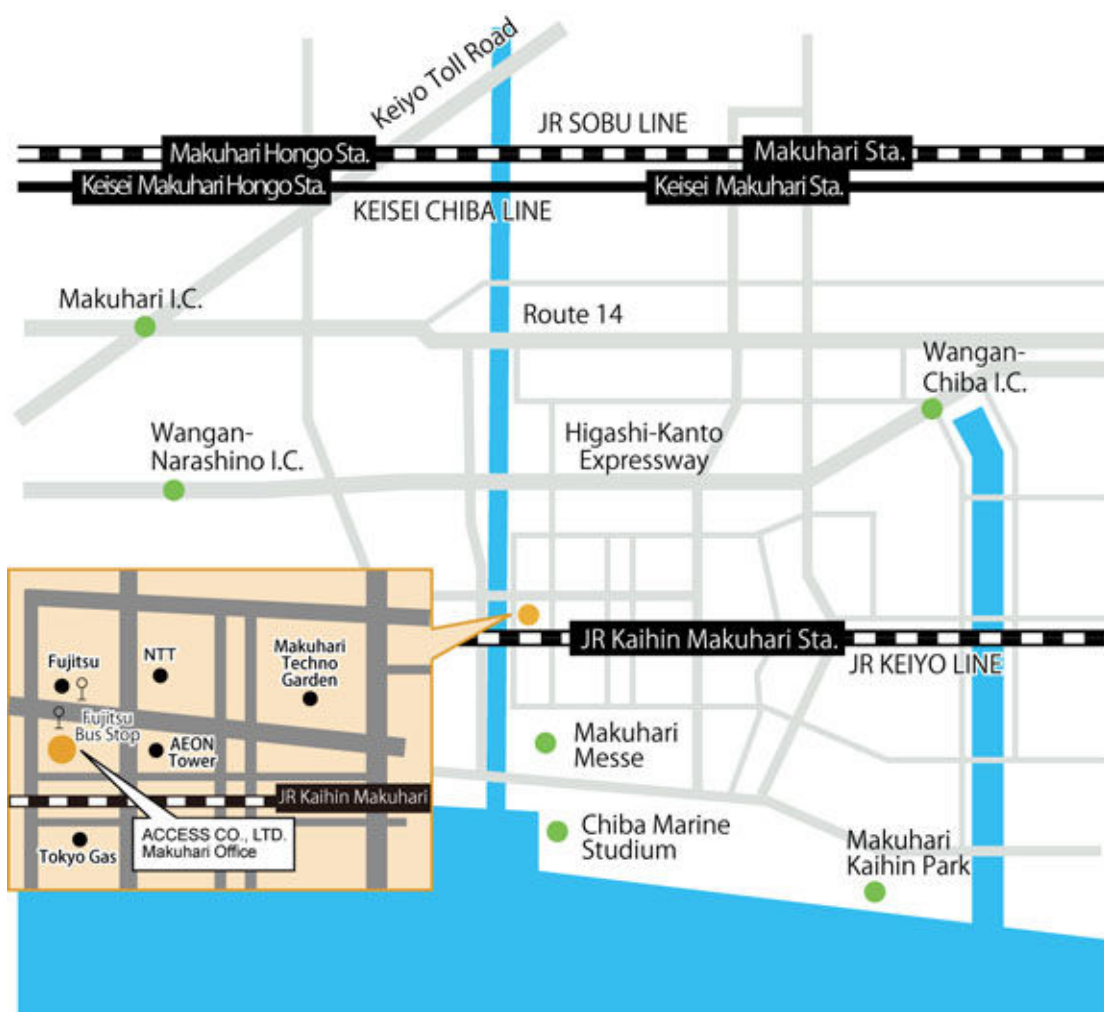 Keiyo Toll Road
JR SOBU LINE
Makuhari Hongo Sta.
Makuhari Sta.
Keisei Makuhari Hongo Sta.
Keisei Makuhari Sta.
KEISEI CHIBA LINE
Makuhari I.C.
Route 14
Wangan-
Chiba I.C.
Wangan-
Narashino I.C.
Higashi-Kanto
Expressway
JR Kaihin Makuhari Sta.
JR KEIYO LINE
Fujitsu
NTT
Makuhari
Techno
Garden
Fujitsu
Bus Stop
AEON
Tower
JR Kaihin Makuhari
ACCESS CO., LTD.
Makuhari Office
Tokyo Gas
Makuhari
Messe
Chiba Marine
Studium
Makuhari
Kaihin Park